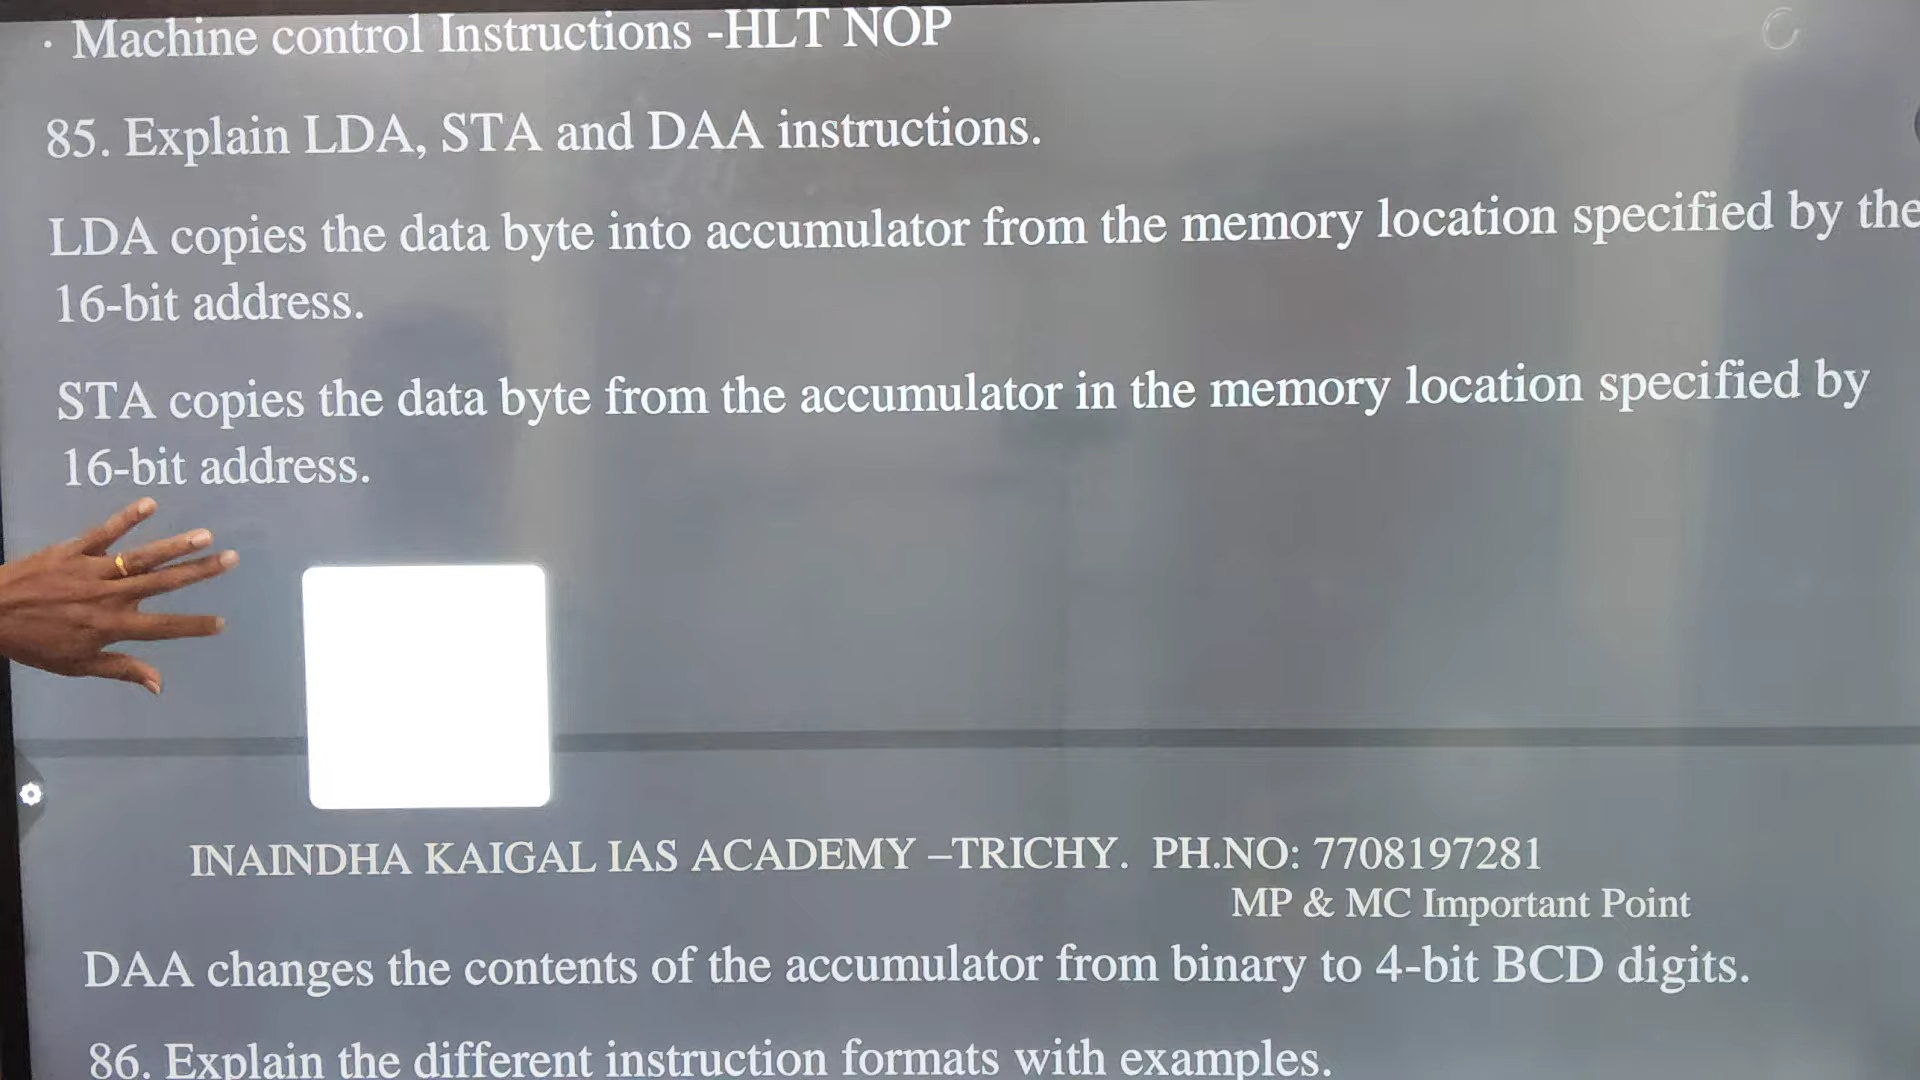 · Machine control Instructions -HLT NOP
85. Explain LDA, STA and DAA instructions.
LDA copies the data byte into accumulator from the memory location specified by the
16-bit address.
STA copies the data byte from the accumulator in the memory location specified by
16-bit address.
INAINDHA KAIGAL IAS ACADEMY –TRICHY. PH.NO: 7708197281
MP & MC Important Point
DAA changes the contents of the accumulator from binary to 4-bit BCD digits.
86. Explain the different instruction formats with examples.